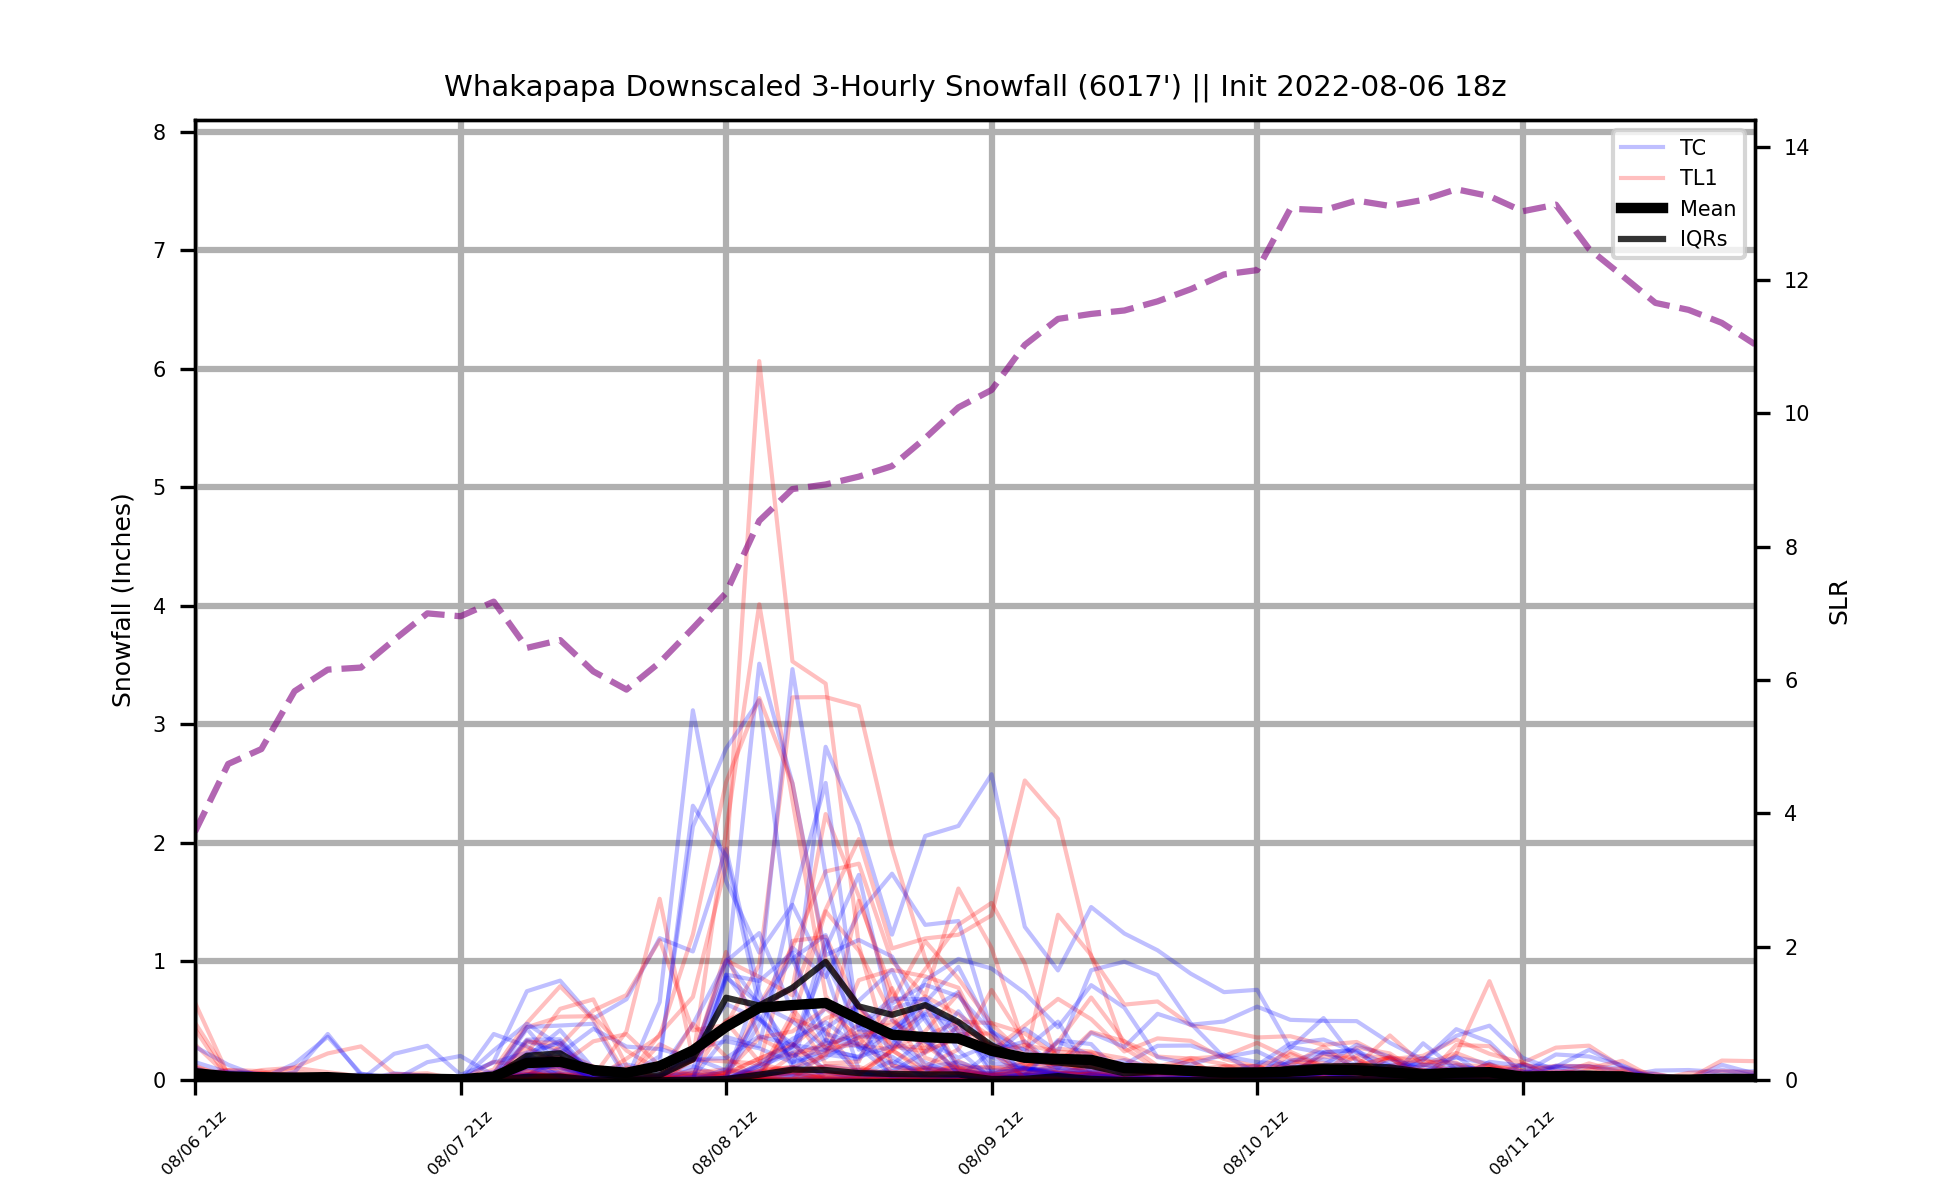 Whakapapa Downscaled 3-Hourly Snowfall (6017') || Init 2022-08-06 18z
8
7
6
5
4
3
2
1
0
Snowfall (Inches)
TC
TL1
Mean
IQRs
14
12
10
8
6
4
2
0
SLR
08/06 21z
08/07 21z
08/08 21z
08/09 21z
08/10 21z
08/11 21z